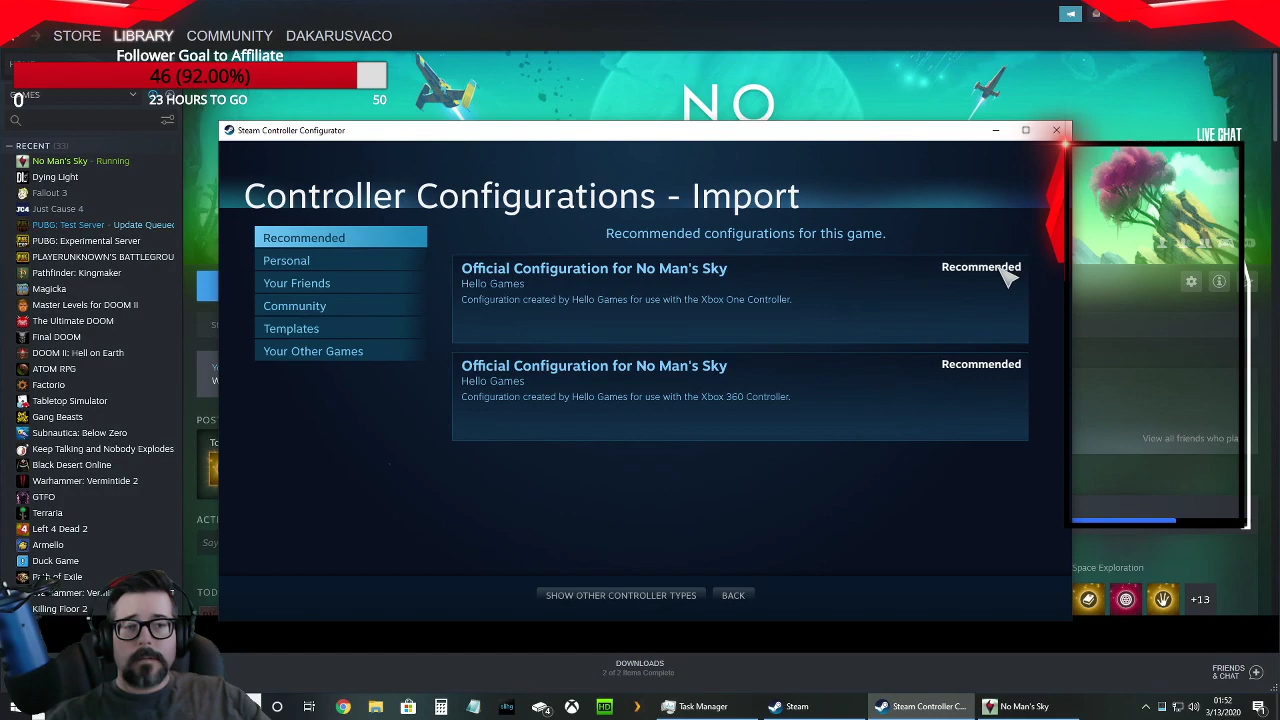 STORE LIBRARY COMMUNITY DAKARUSVACO
Follower Goal to Affiliate
46 (92.00%)
0 23 HOURS TO GO 50
GAMES
RECENT (33)
No Man's Sky - Running
Dying Light
Fallout 3
Just Cause 4
PUBG: Test Server - Update Queued
PUBG: Experimental Server
PLAYERUNKNOWN'S BATTLEGROU
Pathfinder: Kingmaker
Magicka
The Ultimate DOOM
Final DOOM
DOOM II: Hell on Earth
ATOM RPG
Factorio
Tabletop Simulator
Gang Beasts
Subnautica: Below Zero
Keep Talking and Nobody Explodes
Black Desert Online
Warhammer: Vermintide 2
GTFO
Terraria
Left 4 Dead 2
Armello
Duck Game
Path of Exile
Killing Floor 2
NO
Steam Controller Configurator
Controller Configurations - Import
Recommended
Personal
Your Friends
Community
Templates
Your Other Games
Recommended configurations for this game.
Official Configuration for No Man's Sky Recommended
Hello Games
Configuration created by Hello Games for use with the Xbox One Controller.
Official Configuration for No Man's Sky Recommended
Hello Games
Configuration created by Hello Games for use with the Xbox 360 Controller.
SHOW OTHER CONTROLLER TYPES BACK
LIVE CHAT
View all friends who pla
Space Exploration
+13
DOWNLOADS
2 of 2 Items Complete
FRIENDS
& CHAT
Task Manager Steam Steam Controller C... No Man's Sky
01:52
3/13/2020